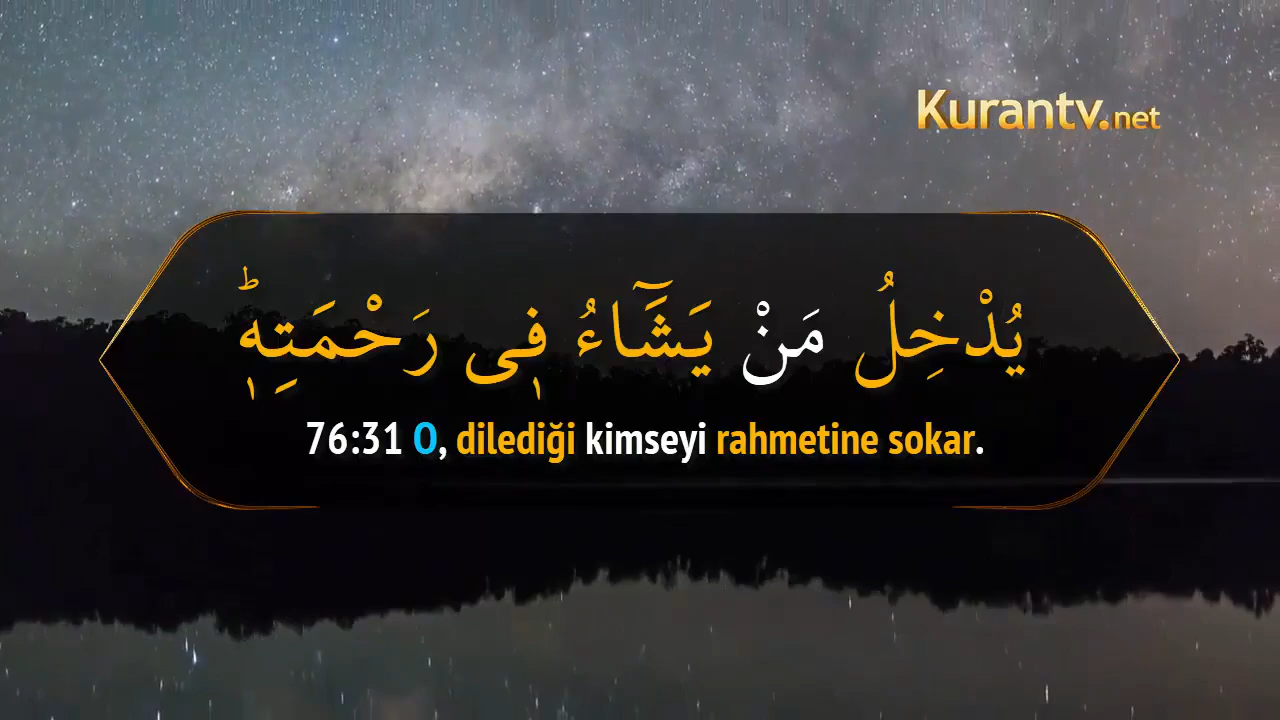 Kurantv.net
يُدْخِلُ مَنْ يَشَٓاءُ ف۪ى رَحْمَتِه۪ۜ
76:31 O, dilediği kimseyi rahmetine sokar.